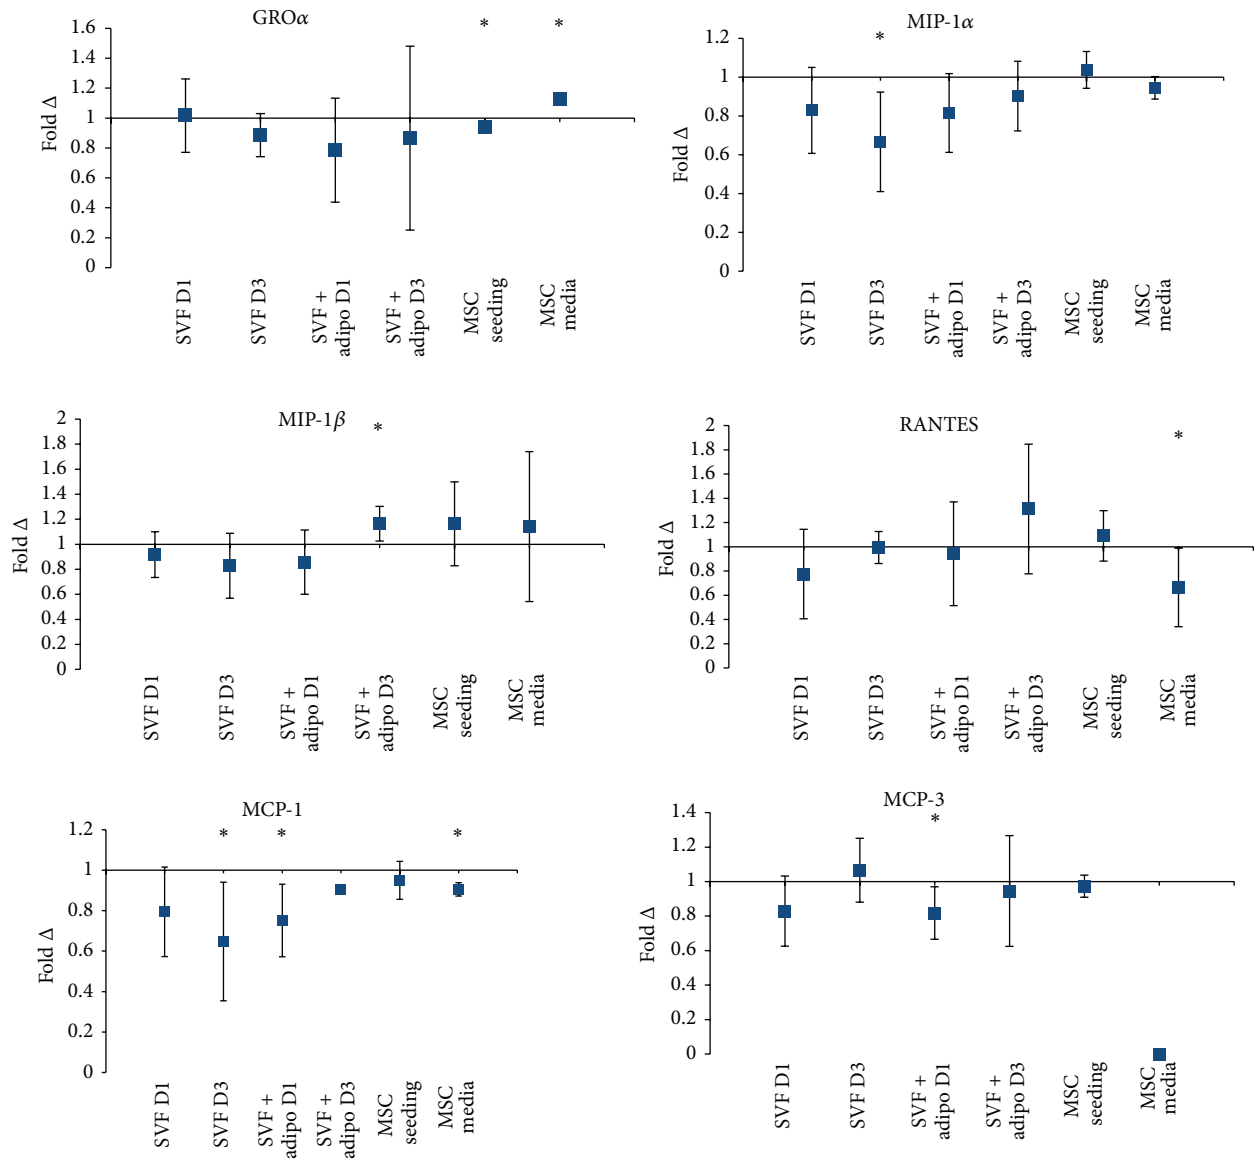 GROα
*
*
Fold Δ
1.6
1.4
1.2
1
0.8
0.6
0.4
0.2
0
SVF D1
SVF D3
SVF +
adipo D1
SVF +
adipo D3
MSC
seeding
MSC
media
MIP-1α
*
Fold Δ
1.2
1
0.8
0.6
0.4
0.2
0
SVF D1
SVF D3
SVF +
adipo D1
SVF +
adipo D3
MSC
seeding
MSC
media
MIP-1β
*
Fold Δ
2
1.8
1.6
1.4
1.2
1
0.8
0.6
0.4
0.2
0
SVF D1
SVF D3
SVF +
adipo D1
SVF +
adipo D3
MSC
seeding
MSC
media
RANTES
*
Fold Δ
2
1.8
1.6
1.4
1.2
1
0.8
0.6
0.4
0.2
0
SVF D1
SVF D3
SVF +
adipo D1
SVF +
adipo D3
MSC
seeding
MSC
media
MCP-1
*
*
*
Fold Δ
1.2
1
0.8
0.6
0.4
0.2
0
SVF D1
SVF D3
SVF +
adipo D1
SVF +
adipo D3
MSC
seeding
MSC
media
MCP-3
*
Fold Δ
1.4
1.2
1
0.8
0.6
0.4
0.2
0
SVF D1
SVF D3
SVF +
adipo D1
SVF +
adipo D3
MSC
seeding
MSC
media